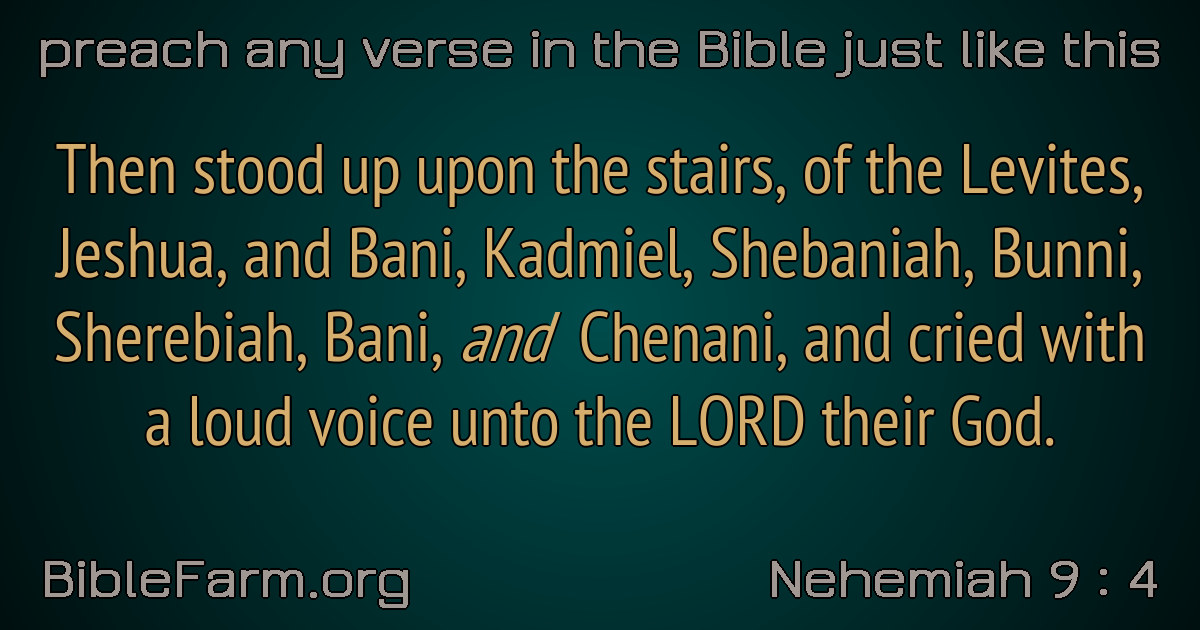 preach any verse in the Bible just like this
Then stood up upon the stairs, of the Levites,
Jeshua, and Bani, Kadmiel, Shebaniah, Bunni,
Sherebiah, Bani, and Chenani, and cried with
a loud voice unto the LORD their God.
BibleFarm.org
Nehemiah 9 : 4